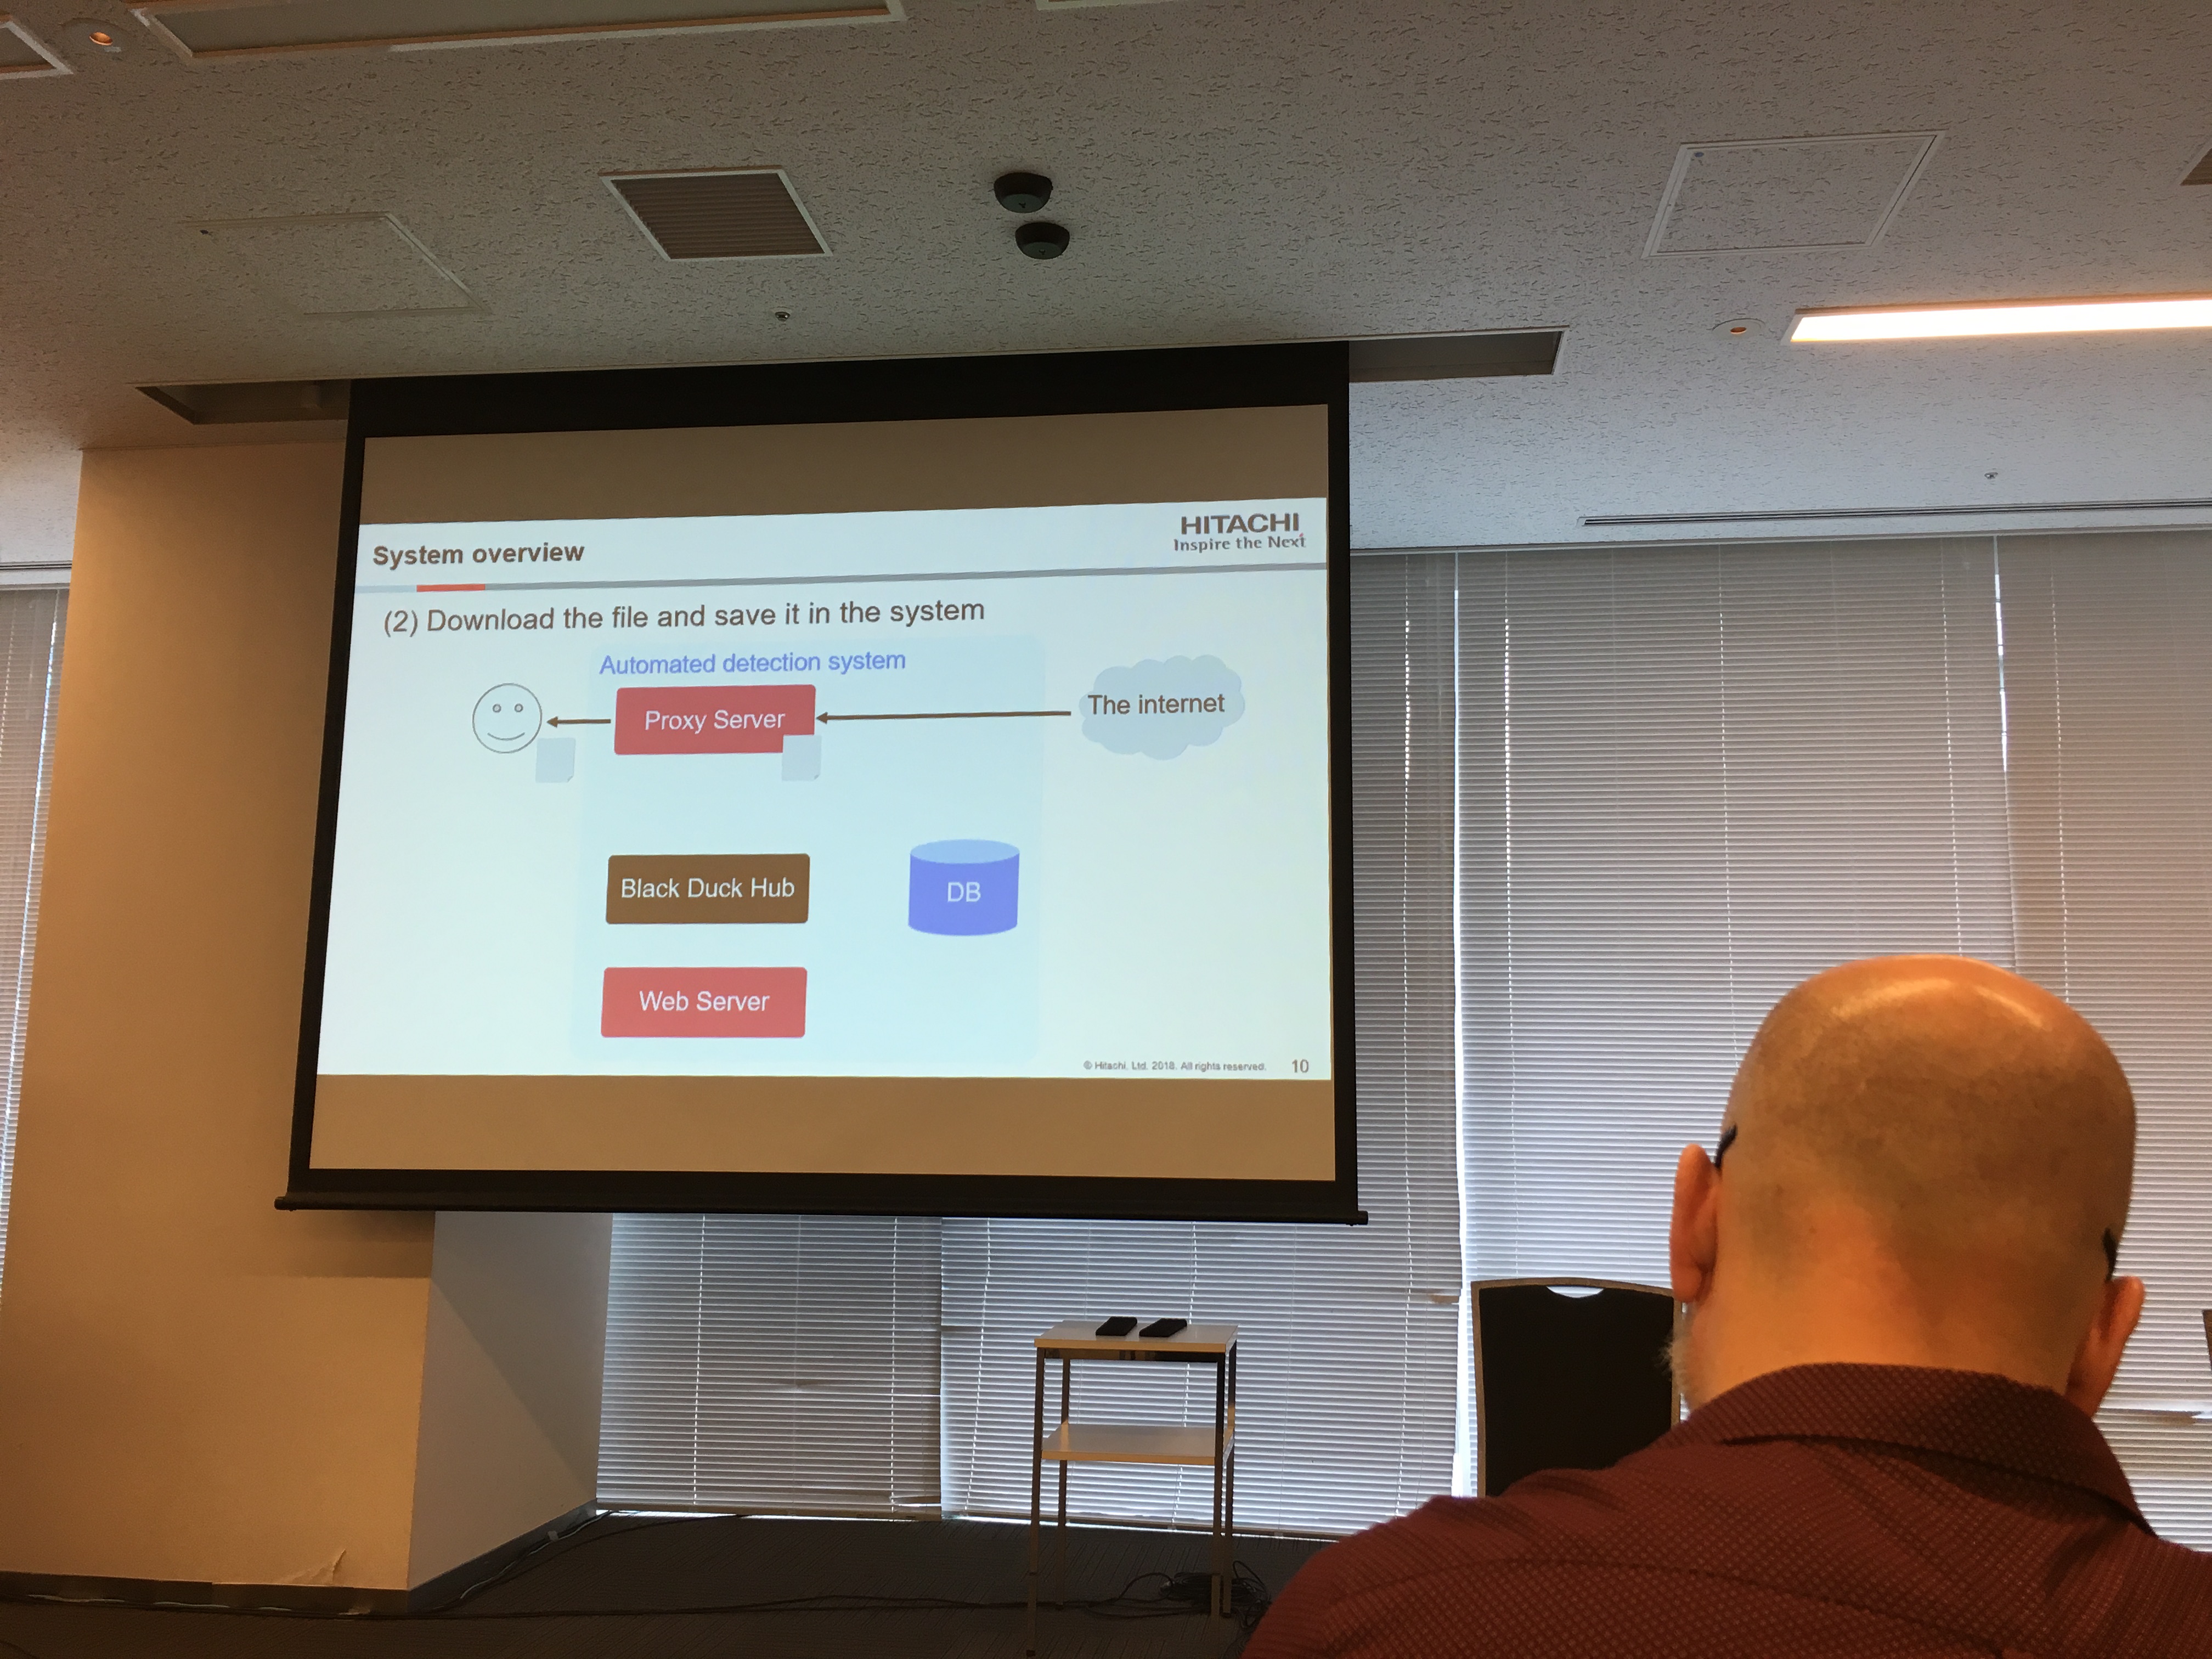 HITACHI
Inspire the Next
System overview
(2) Download the file and save it in the system
Automated detection system
Proxy Server
The internet
Black Duck Hub
DB
Web Server
© Hitachi, Ltd. 2018. All rights reserved.
10